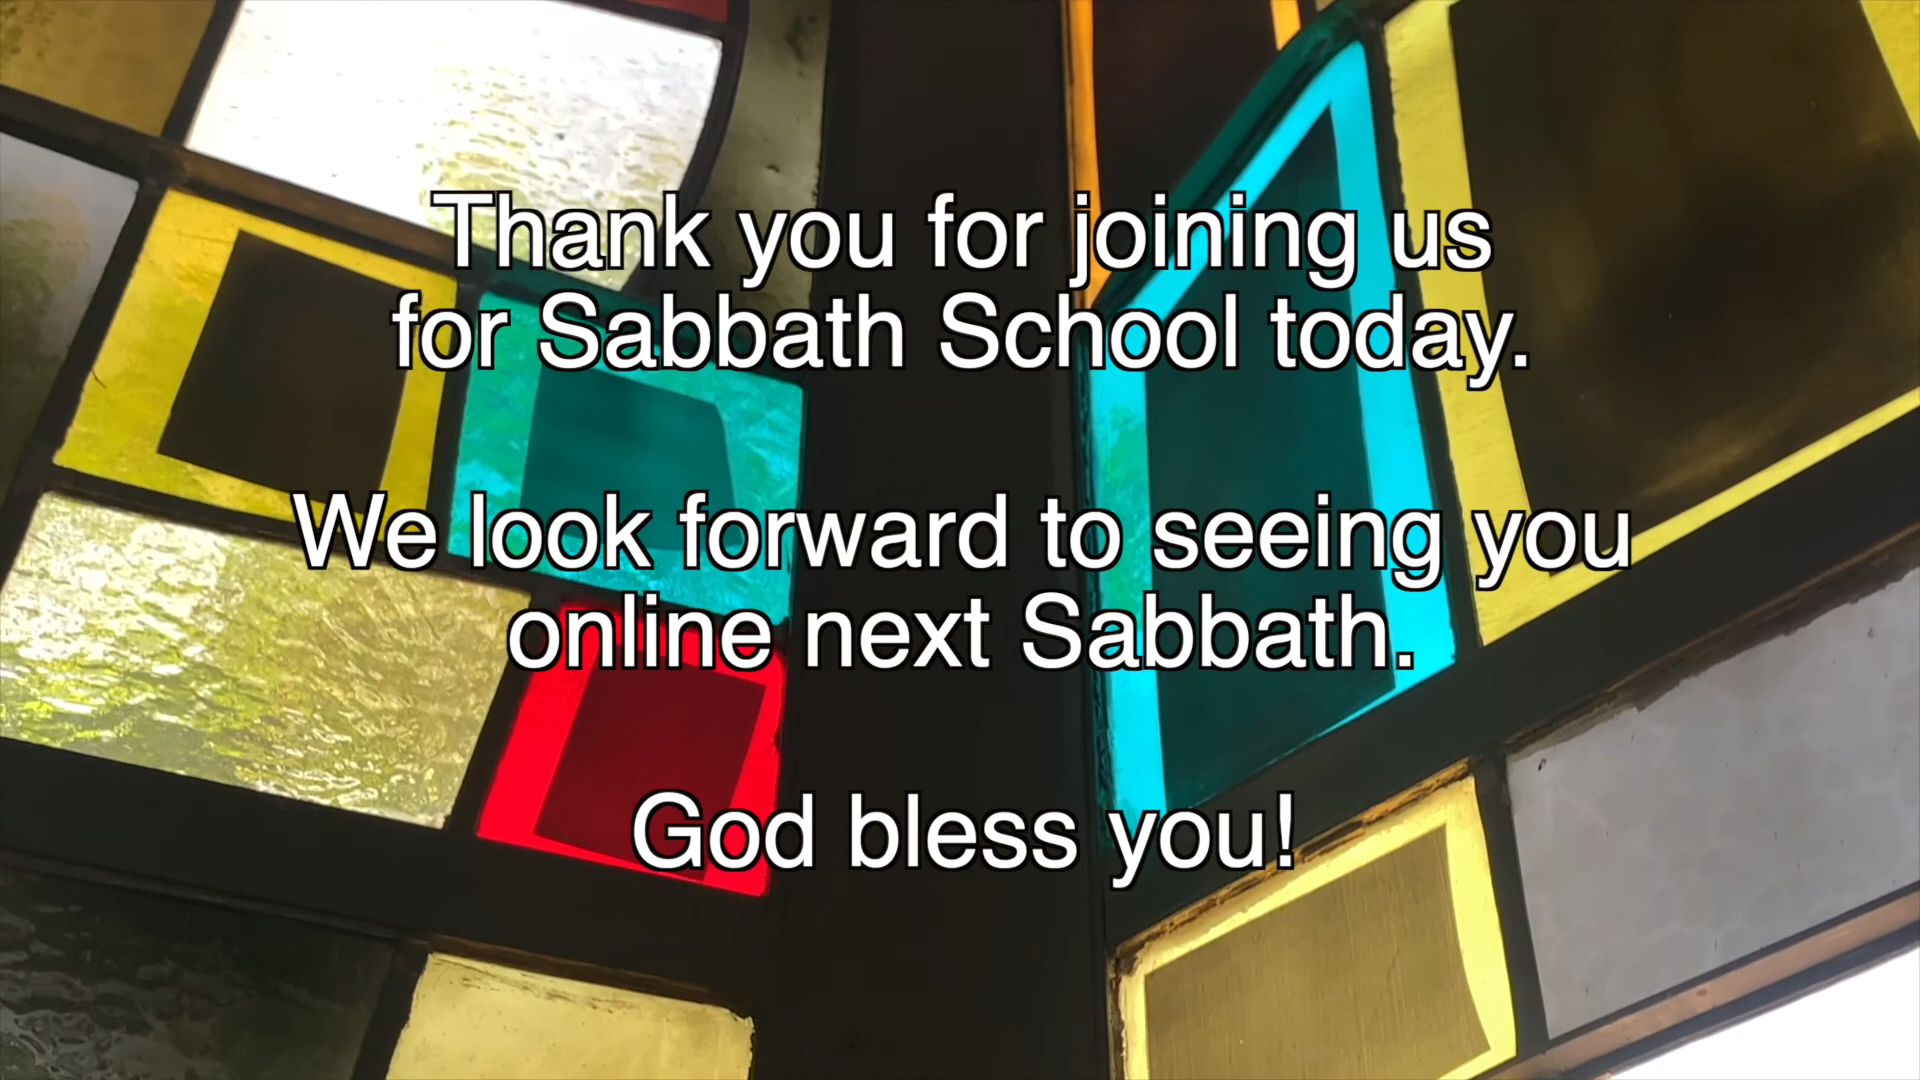 Thank you for joining us
for Sabbath School today.
We look forward to seeing you
online next Sabbath.
God bless you!